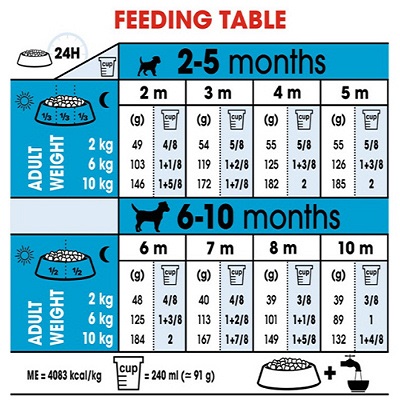 FEEDING TABLE
24H cup 2-5 months
2 m 3 m 4 m 5 m
1/3 1/3 1/3 (g) cup (g) cup (g) cup (g) cup
ADULT WEIGHT
2 kg 49 4/8 54 5/8 55 5/8 55 5/8
6 kg 103 1+1/8 119 1+2/8 125 1+3/8 126 1+3/8
10 kg 146 1+5/8 171 1+7/8 182 2 185 2
6-10 months
6 m 7 m 8 m 10 m
1/2 1/2 (g) cup (g) cup (g) cup (g) cup
ADULT WEIGHT
2 kg 48 4/8 40 4/8 39 3/8 39 3/8
6 kg 125 1+3/8 113 1+2/8 101 1+1/8 89 1
10 kg 184 2 167 1+7/8 149 1+5/8 132 1+4/8
ME = 4083 kcal/kg cup = 240 ml (≈ 91 g) +